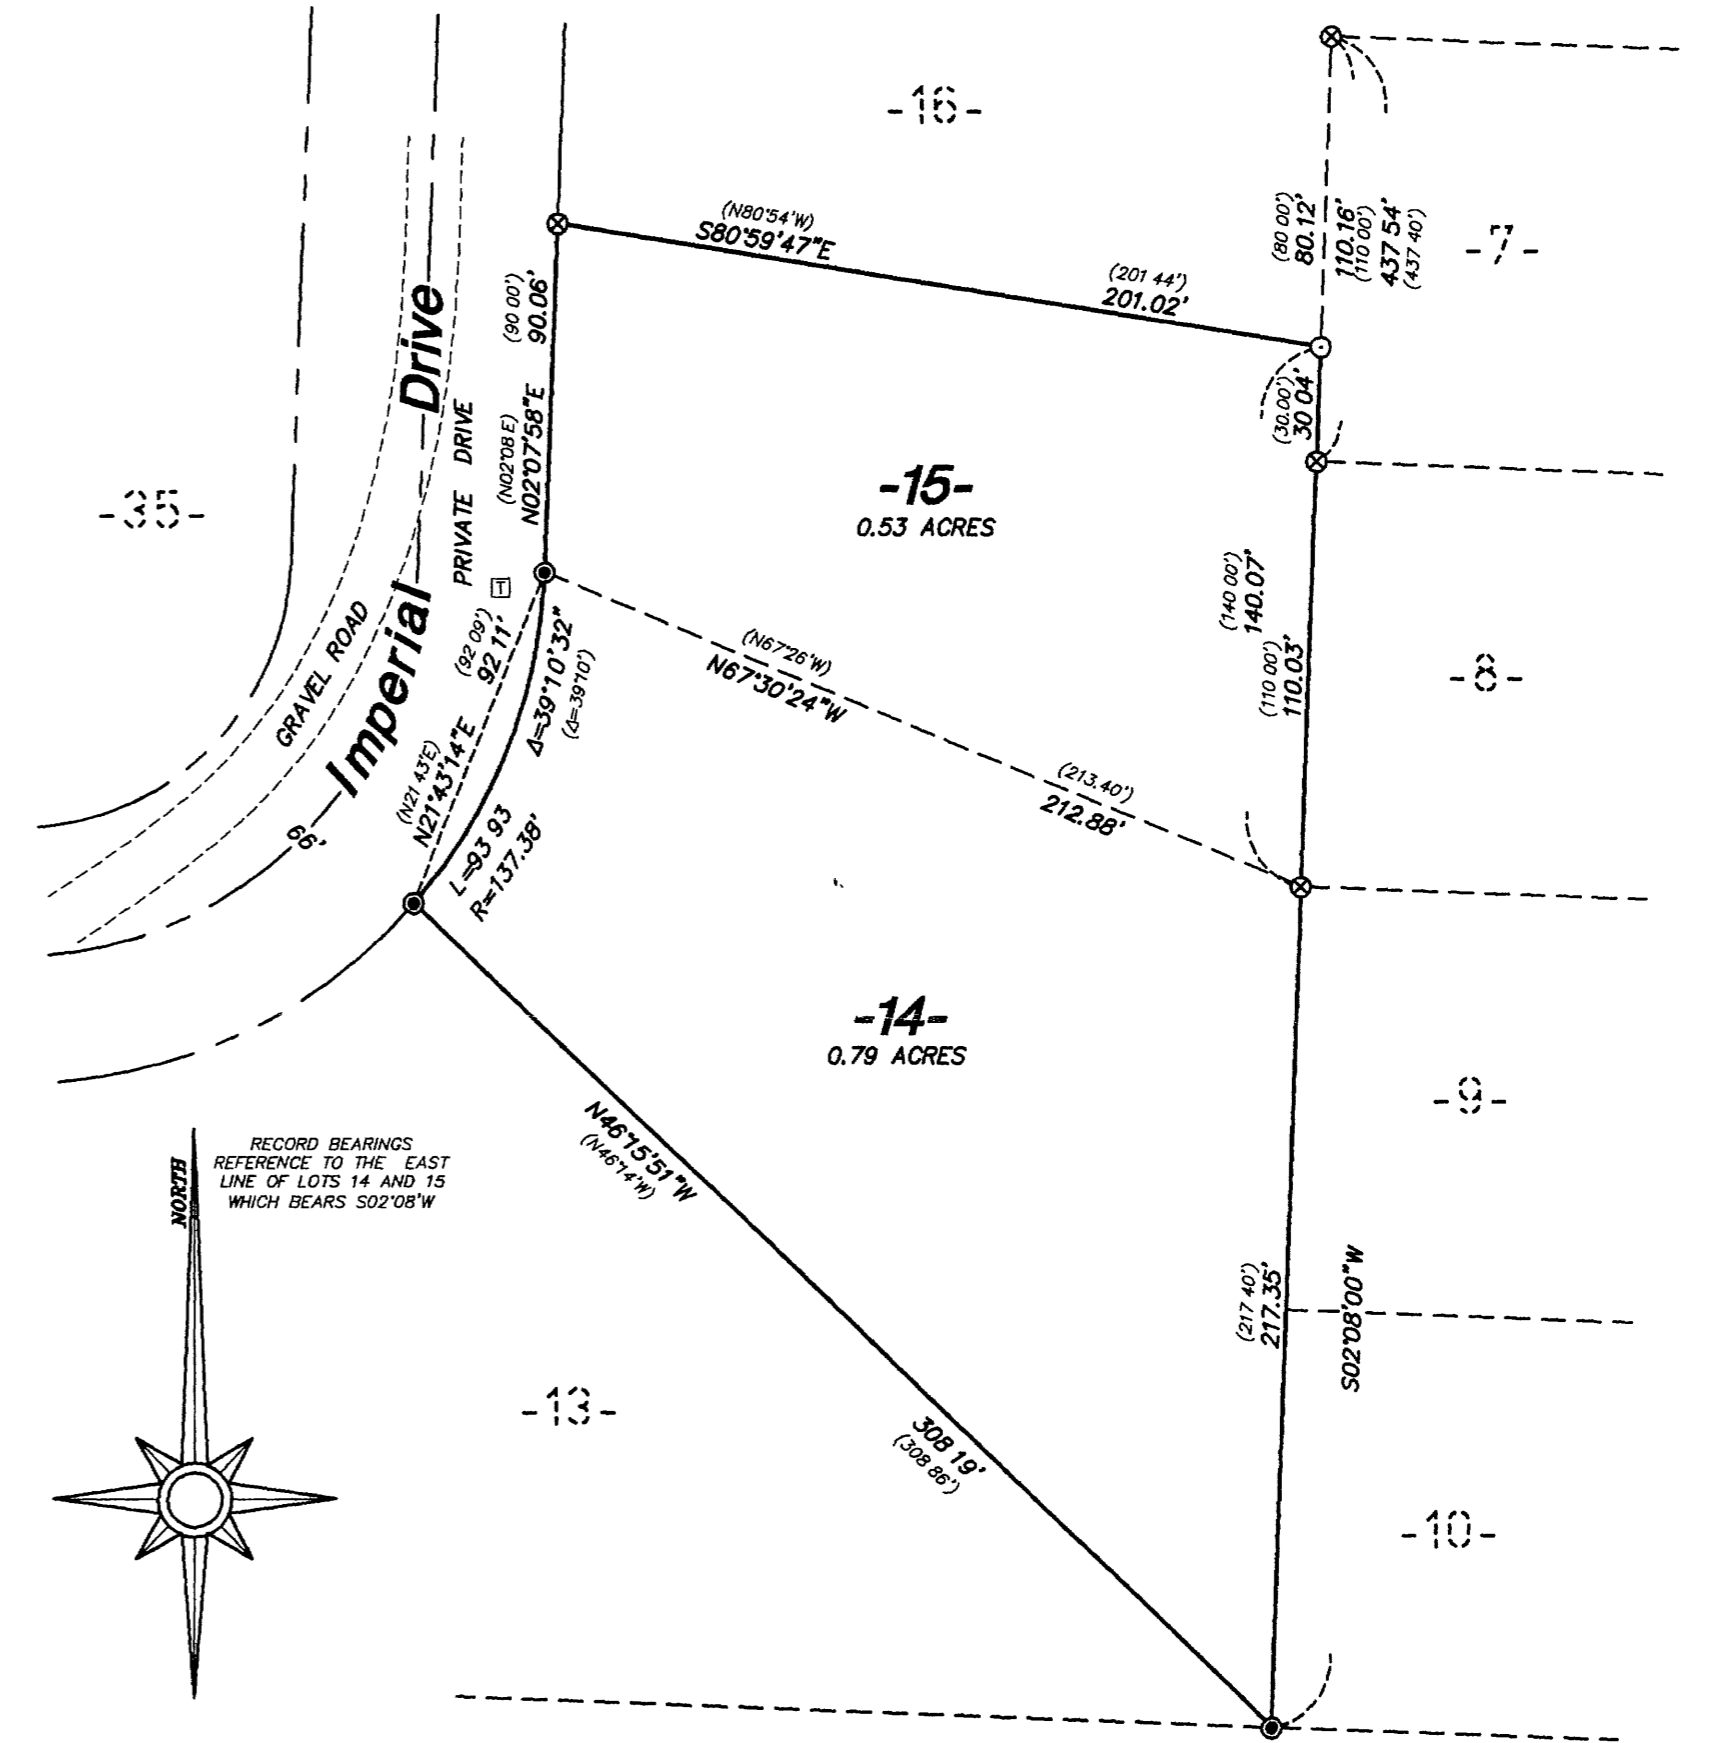 -16-
(N80°54'W)
S80°59'47"E
(201 44')
201.02'
(80 00')
80.12'
110.16'
(110 00')
437 54'
(437 40')
-7-
(90 00')
90.06'
(N02°08 E)
N02°07'58"E
(30.00')
30 04'
Imperial Drive
PRIVATE DRIVE
GRAVEL ROAD
66'
-35-
T
-15-
0.53 ACRES
(140 00')
140.07'
(110 00')
110.03'
-8-
(92 09')
92 11'
(N21 43'E)
N21°43'14"E
Δ=39°10'32"
(Δ=39°10')
L=93 93
R=137.38'
(N67°26'W)
N67°30'24"W
(213.40')
212.88'
-14-
0.79 ACRES
-9-
N46°15'51"W
(N46°14'W)
308 19'
(308 86')
(217 40')
217.35'
S02°08'00"W
-13-
-10-
NORTH
RECORD BEARINGS
REFERENCE TO THE EAST
LINE OF LOTS 14 AND 15
WHICH BEARS S02°08'W